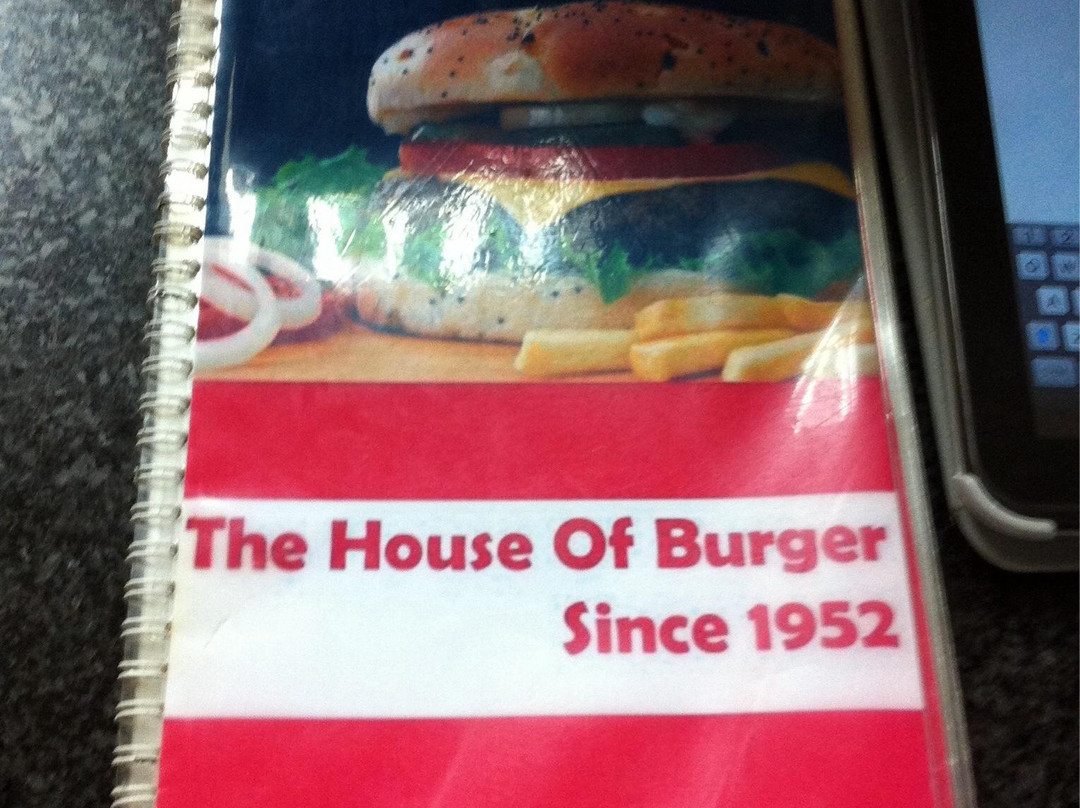 The House Of Burger
Since 1952